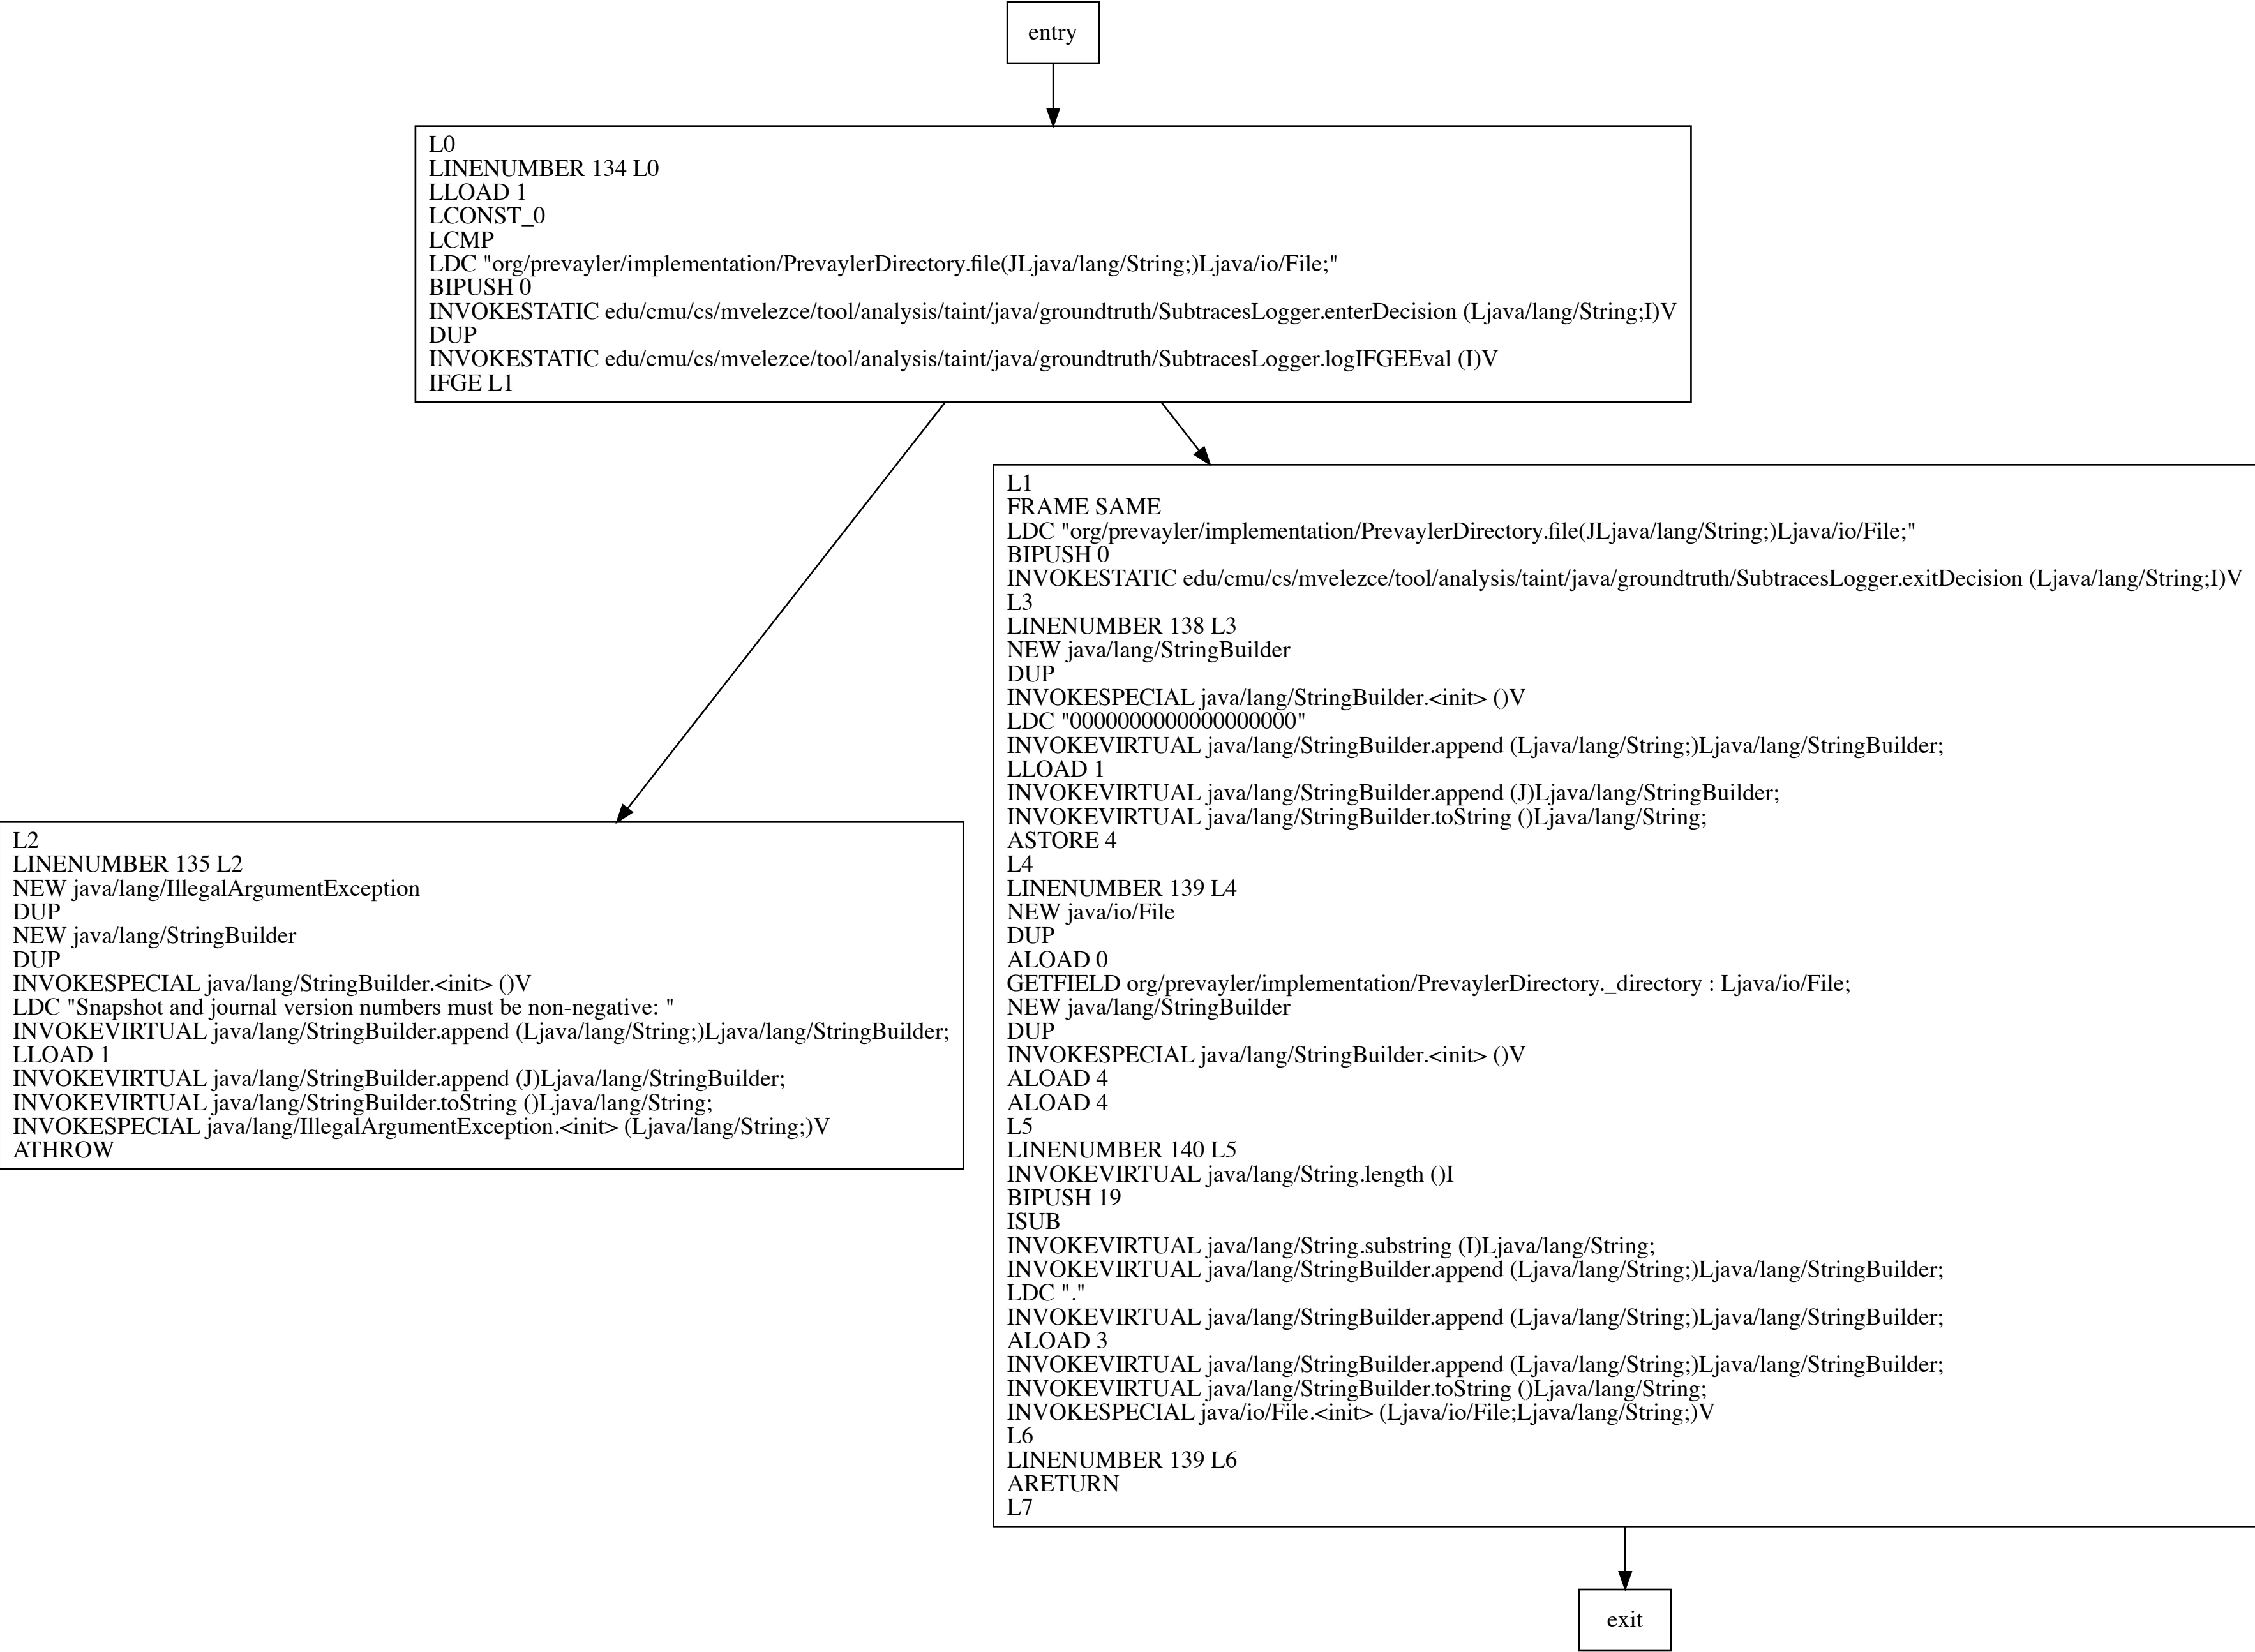 entry
L0
LINENUMBER 134 L0
LLOAD 1
LCONST_0
LCMP
LDC "org/prevayler/implementation/PrevaylerDirectory.file(JLjava/lang/String;)Ljava/io/File;"
BIPUSH 0
INVOKESTATIC edu/cmu/cs/mvelezce/tool/analysis/taint/java/groundtruth/SubtracesLogger.enterDecision (Ljava/lang/String;I)V
DUP
INVOKESTATIC edu/cmu/cs/mvelezce/tool/analysis/taint/java/groundtruth/SubtracesLogger.logIFGEEval (I)V
IFGE L1
L2
LINENUMBER 135 L2
NEW java/lang/IllegalArgumentException
DUP
NEW java/lang/StringBuilder
DUP
INVOKESPECIAL java/lang/StringBuilder.<init> ()V
LDC "Snapshot and journal version numbers must be non-negative: "
INVOKEVIRTUAL java/lang/StringBuilder.append (Ljava/lang/String;)Ljava/lang/StringBuilder;
LLOAD 1
INVOKEVIRTUAL java/lang/StringBuilder.append (J)Ljava/lang/StringBuilder;
INVOKEVIRTUAL java/lang/StringBuilder.toString ()Ljava/lang/String;
INVOKESPECIAL java/lang/IllegalArgumentException.<init> (Ljava/lang/String;)V
ATHROW
L1
FRAME SAME
LDC "org/prevayler/implementation/PrevaylerDirectory.file(JLjava/lang/String;)Ljava/io/File;"
BIPUSH 0
INVOKESTATIC edu/cmu/cs/mvelezce/tool/analysis/taint/java/groundtruth/SubtracesLogger.exitDecision (Ljava/lang/String;I)V
L3
LINENUMBER 138 L3
NEW java/lang/StringBuilder
DUP
INVOKESPECIAL java/lang/StringBuilder.<init> ()V
LDC "0000000000000000000"
INVOKEVIRTUAL java/lang/StringBuilder.append (Ljava/lang/String;)Ljava/lang/StringBuilder;
LLOAD 1
INVOKEVIRTUAL java/lang/StringBuilder.append (J)Ljava/lang/StringBuilder;
INVOKEVIRTUAL java/lang/StringBuilder.toString ()Ljava/lang/String;
ASTORE 4
L4
LINENUMBER 139 L4
NEW java/io/File
DUP
ALOAD 0
GETFIELD org/prevayler/implementation/PrevaylerDirectory._directory : Ljava/io/File;
NEW java/lang/StringBuilder
DUP
INVOKESPECIAL java/lang/StringBuilder.<init> ()V
ALOAD 4
ALOAD 4
L5
LINENUMBER 140 L5
INVOKEVIRTUAL java/lang/String.length ()I
BIPUSH 19
ISUB
INVOKEVIRTUAL java/lang/String.substring (I)Ljava/lang/String;
INVOKEVIRTUAL java/lang/StringBuilder.append (Ljava/lang/String;)Ljava/lang/StringBuilder;
LDC "."
INVOKEVIRTUAL java/lang/StringBuilder.append (Ljava/lang/String;)Ljava/lang/StringBuilder;
ALOAD 3
INVOKEVIRTUAL java/lang/StringBuilder.append (Ljava/lang/String;)Ljava/lang/StringBuilder;
INVOKEVIRTUAL java/lang/StringBuilder.toString ()Ljava/lang/String;
INVOKESPECIAL java/io/File.<init> (Ljava/io/File;Ljava/lang/String;)V
L6
LINENUMBER 139 L6
ARETURN
L7
exit